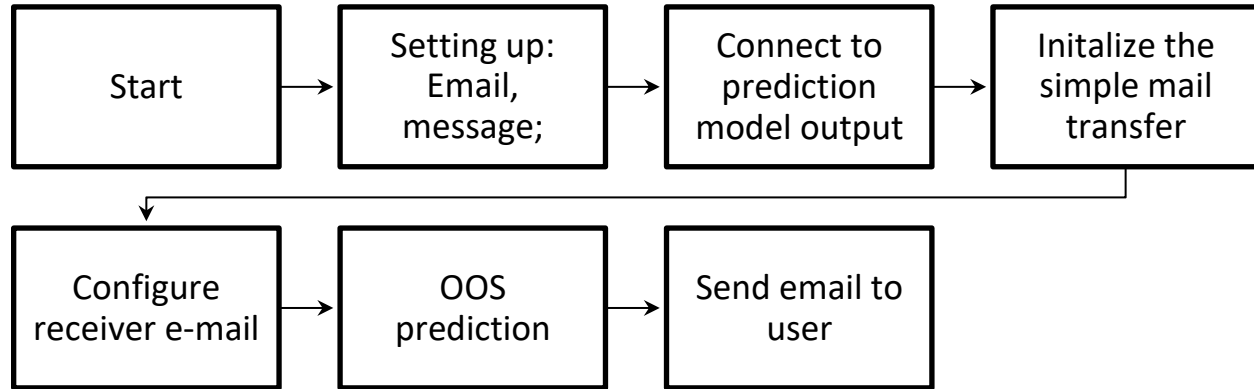 Start
Setting up:
Email,
message;
Connect to
prediction
model output
Initalize the
simple mail
transfer
Configure
receiver e-mail
OOS
prediction
Send email to
user